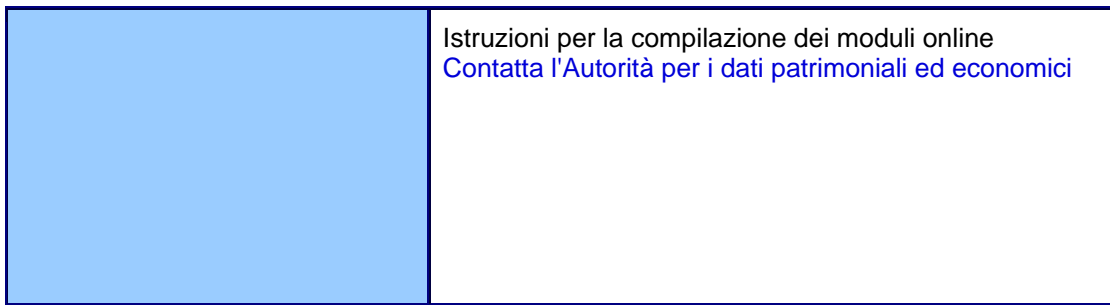 Istruzioni per la compilazione dei moduli online
Contatta l'Autorità per i dati patrimoniali ed economici